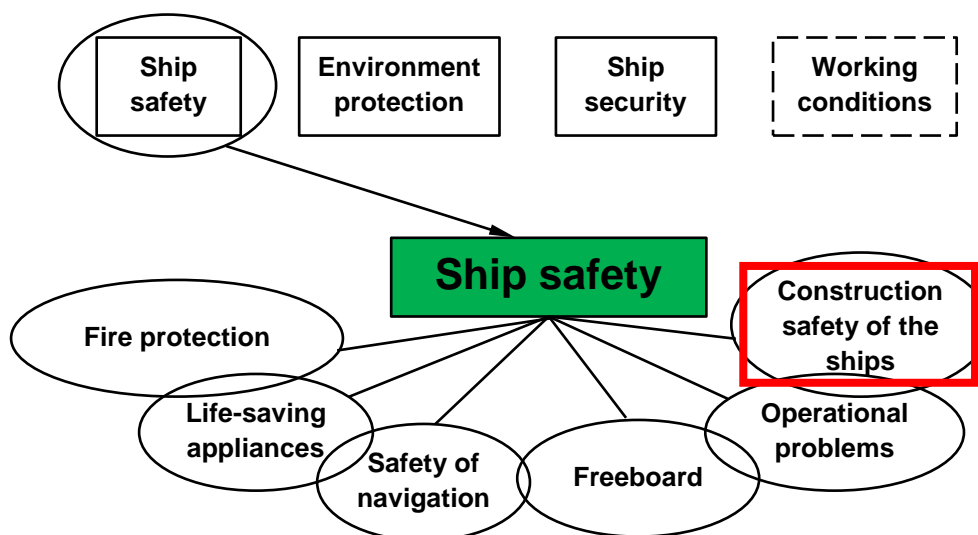 Ship
safety
Environment
protection
Ship
security
Working
conditions
Ship safety
Construction
safety of the
ships
Fire protection
Life-saving
appliances
Operational
problems
Safety of
navigation
Freeboard